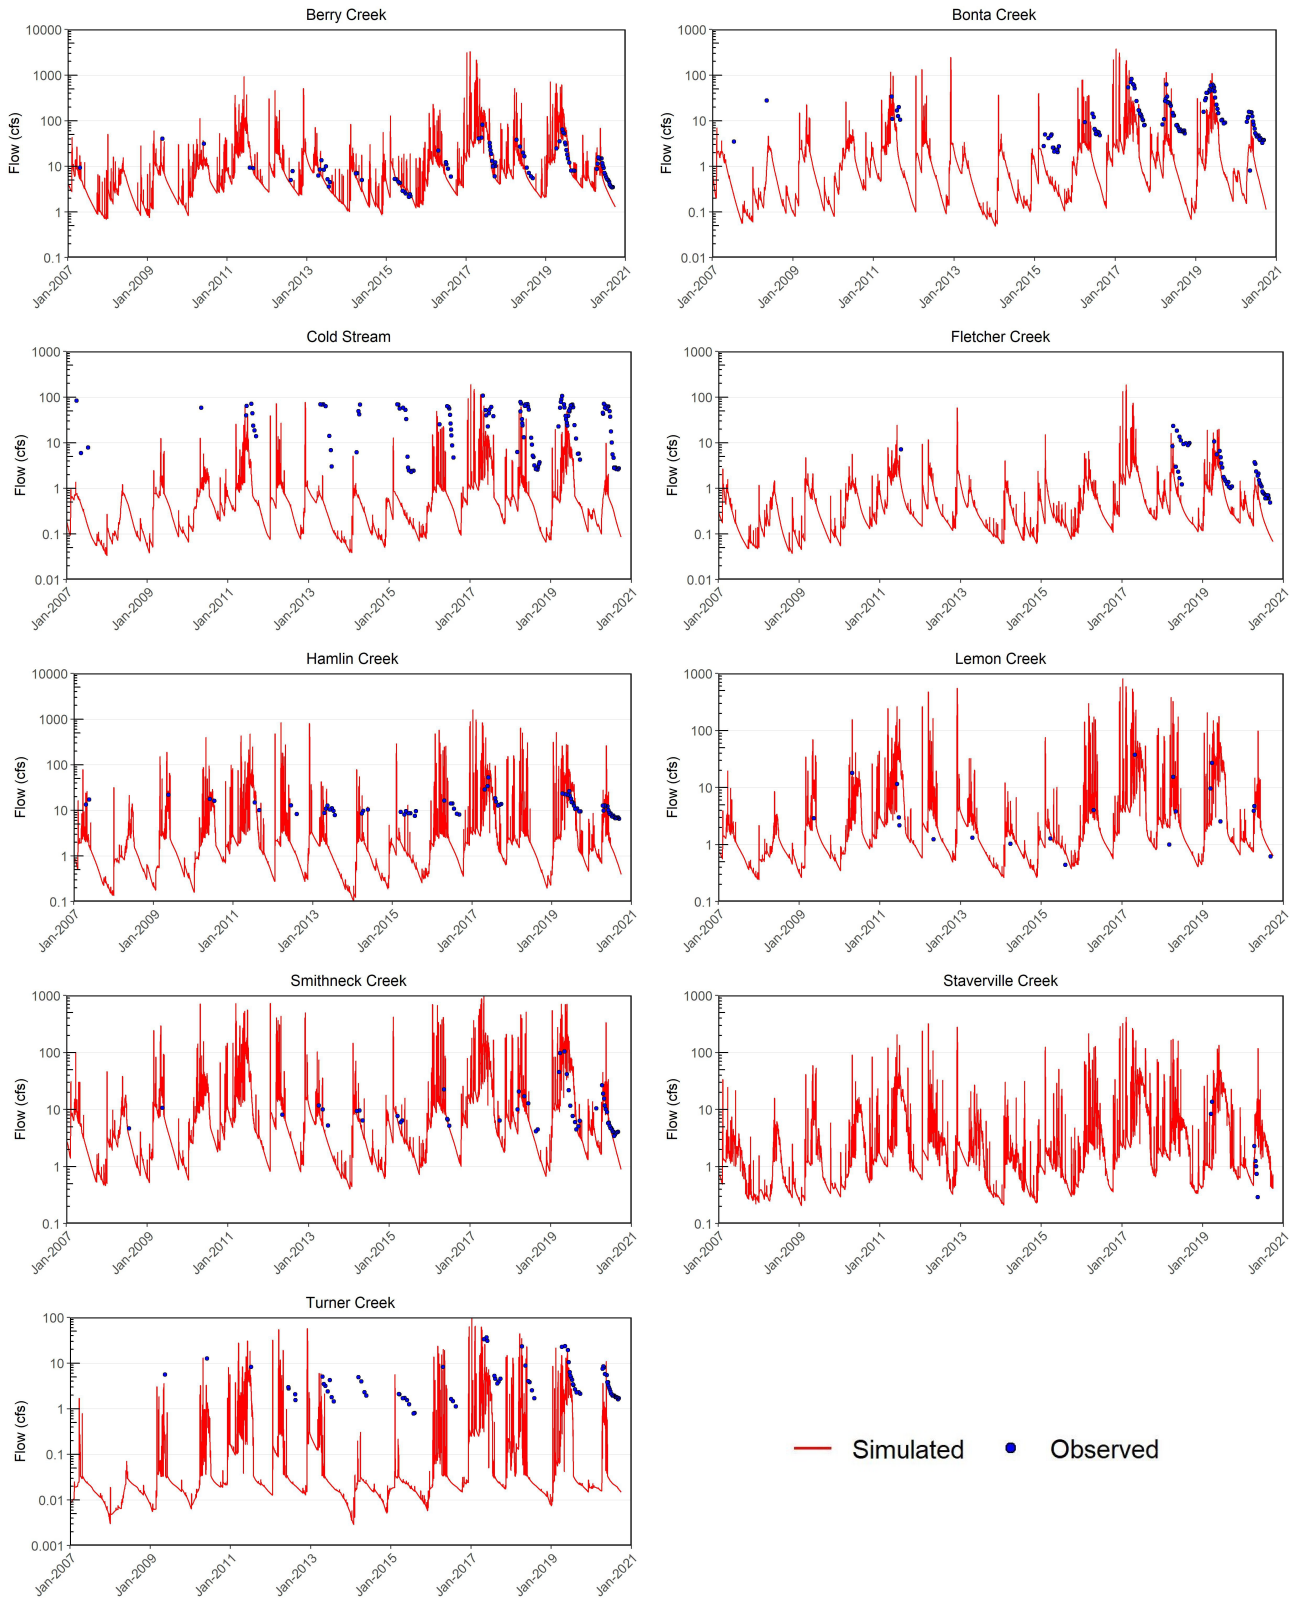 Berry Creek
Flow (cfs)
10000
1000
100
10
1
0.1
Jan-2007
Jan-2009
Jan-2011
Jan-2013
Jan-2015
Jan-2017
Jan-2019
Jan-2021
Bonta Creek
Flow (cfs)
10000
1000
100
10
1
0.1
0.01
Jan-2007
Jan-2009
Jan-2011
Jan-2013
Jan-2015
Jan-2017
Jan-2019
Jan-2021
Cold Stream
Flow (cfs)
1000
100
10
1
0.1
0.01
Jan-2007
Jan-2009
Jan-2011
Jan-2013
Jan-2015
Jan-2017
Jan-2019
Jan-2021
Fletcher Creek
Flow (cfs)
1000
100
10
1
0.1
0.01
Jan-2007
Jan-2009
Jan-2011
Jan-2013
Jan-2015
Jan-2017
Jan-2019
Jan-2021
Hamlin Creek
Flow (cfs)
10000
1000
100
10
1
0.1
Jan-2007
Jan-2009
Jan-2011
Jan-2013
Jan-2015
Jan-2017
Jan-2019
Jan-2021
Lemon Creek
Flow (cfs)
1000
100
10
1
0.1
Jan-2007
Jan-2009
Jan-2011
Jan-2013
Jan-2015
Jan-2017
Jan-2019
Jan-2021
Smithneck Creek
Flow (cfs)
1000
100
10
1
0.1
Jan-2007
Jan-2009
Jan-2011
Jan-2013
Jan-2015
Jan-2017
Jan-2019
Jan-2021
Staverville Creek
Flow (cfs)
1000
100
10
1
0.1
Jan-2007
Jan-2009
Jan-2011
Jan-2013
Jan-2015
Jan-2017
Jan-2019
Jan-2021
Turner Creek
Flow (cfs)
100
10
1
0.1
0.01
0.001
Jan-2007
Jan-2009
Jan-2011
Jan-2013
Jan-2015
Jan-2017
Jan-2019
Jan-2021
Simulated
Observed